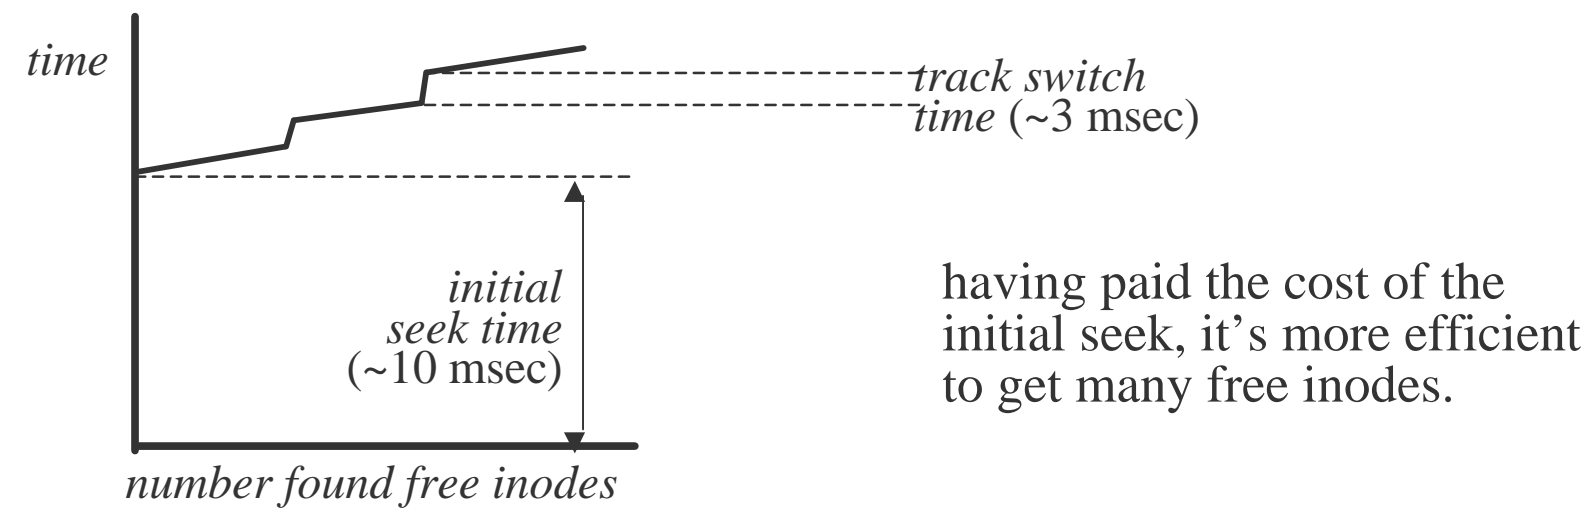 time
track switch
time (~3 msec)
initial
seek time
(~10 msec)
having paid the cost of the
initial seek, it’s more efficient
to get many free inodes.
number found free inodes